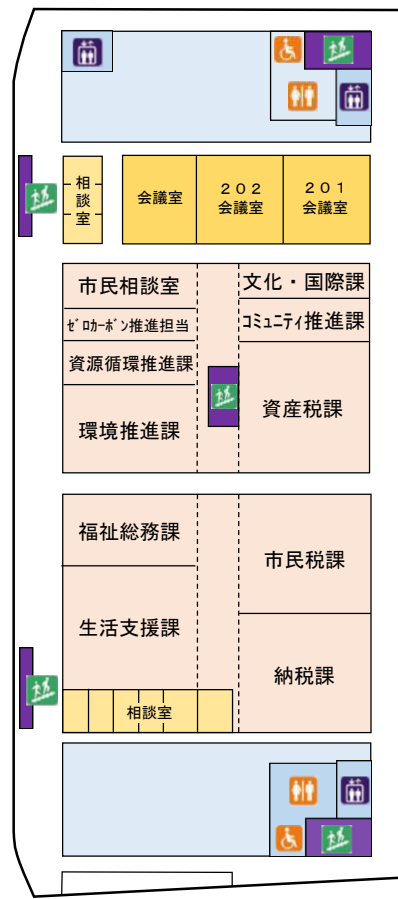 相
談
室
会議室
２０２
会議室
２０１
会議室
市民相談室
ｾﾞﾛｶｰﾎﾞﾝ推進担当
資源循環推進課
環境推進課
文化・国際課
ｺﾐｭﾆﾃｨ推進課
資産税課
福祉総務課
生活支援課
相談室
市民税課
納税課